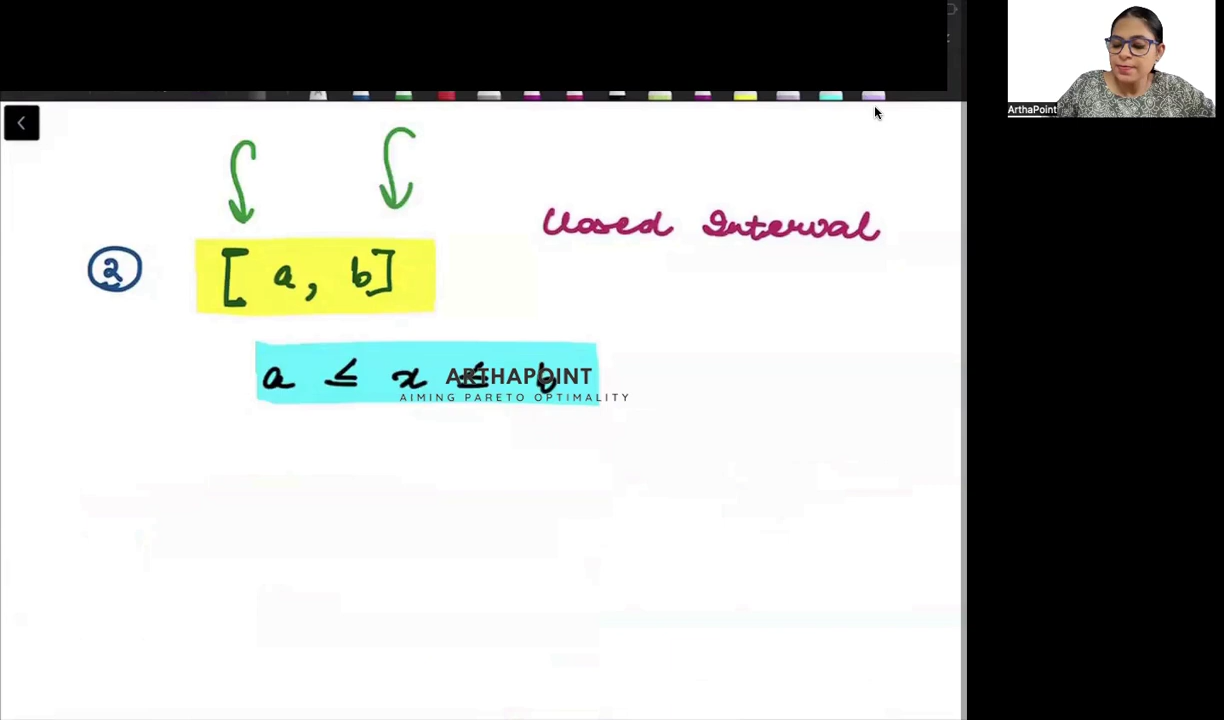 Closed Interval
② [ a, b]
a ≤ x ≤ b
ARTHAPOINT
AIMING PARETO OPTIMALITY
ArthaPoint